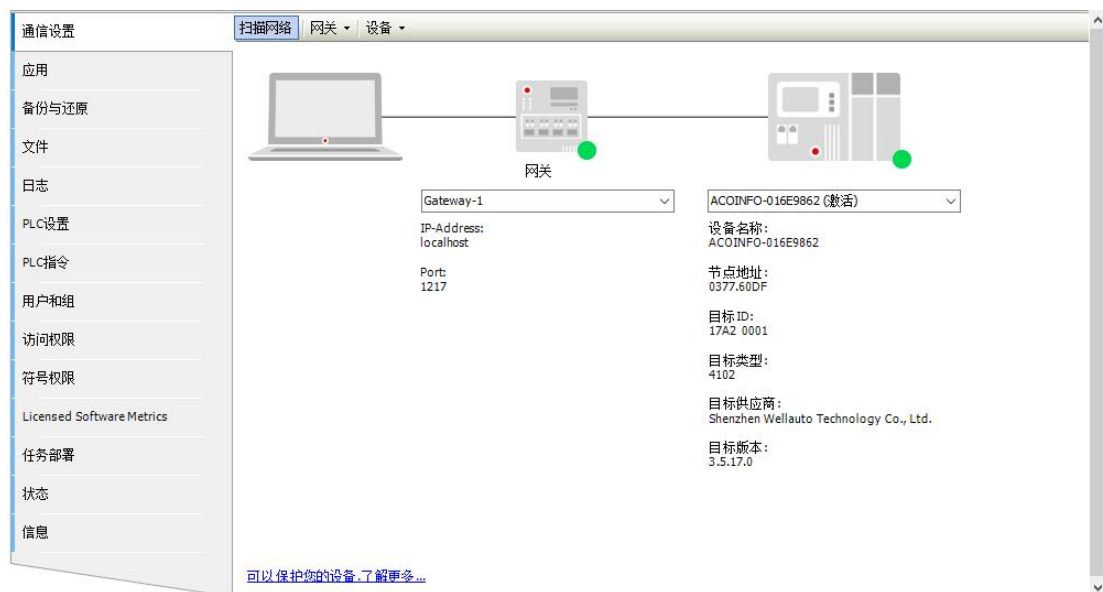 通信设置
扫描网络
网关
设备
应用
备份与还原
文件
日志
PLC设置
PLC指令
用户和组
访问权限
符号权限
Licensed Software Metrics
任务部署
状态
信息
网关
Gateway-1
IP-Address:
localhost
Port:
1217
ACOINFO-016E9862 (激活)
设备名称:
ACOINFO-016E9862
节点地址:
0377.60DF
目标ID:
17A2 0001
目标类型:
4102
目标供应商:
Shenzhen Wellauto Technology Co., Ltd.
目标版本:
3.5.17.0
可以保护您的设备.了解更多...